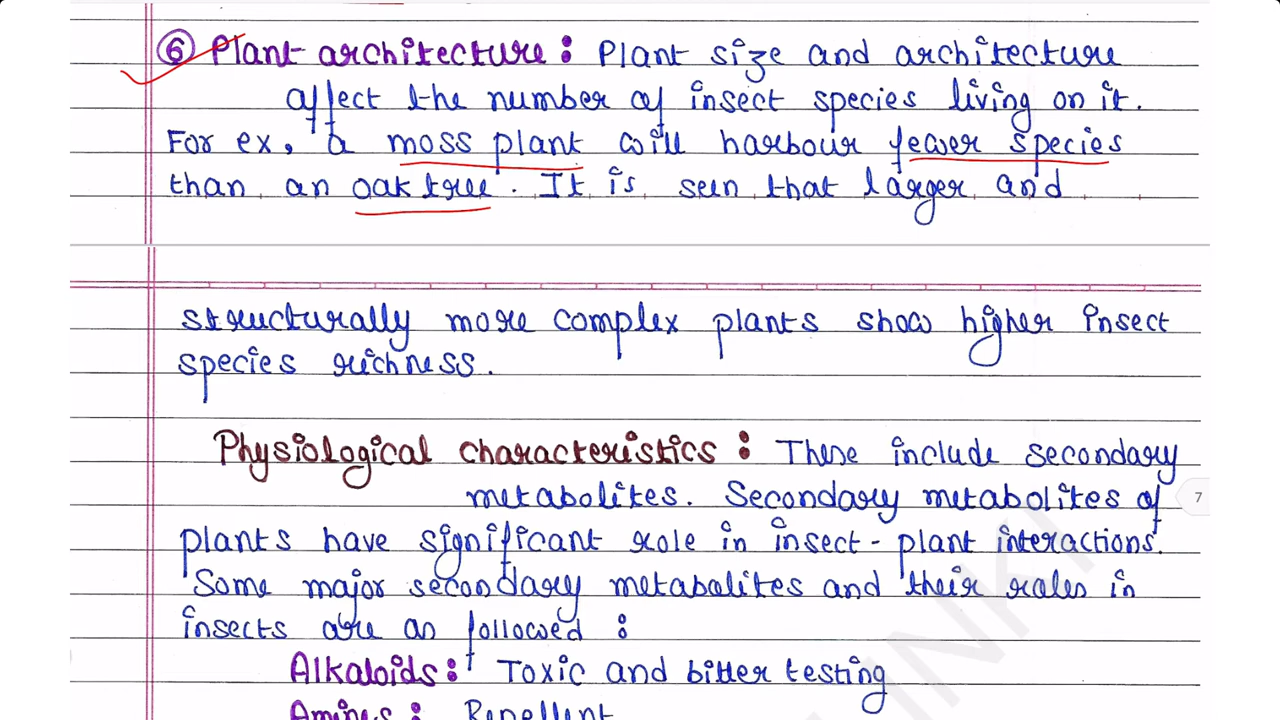 ⑥ Plant architecture : Plant size and architecture
affect the number of insect species living on it.
For ex, a moss plant will harbour fewer species
than an oak tree. It is seen that larger and
structurally more complex plants show higher insect
species richness.
Physiological characteristics : These include secondary
metabolites. Secondary metabolites of
7
plants have significant role in insect - plant interactions.
Some major secondary metabolites and their roles in
insects are as followed :
Alkaloids : Toxic and bitter testing
Amines : Repellent